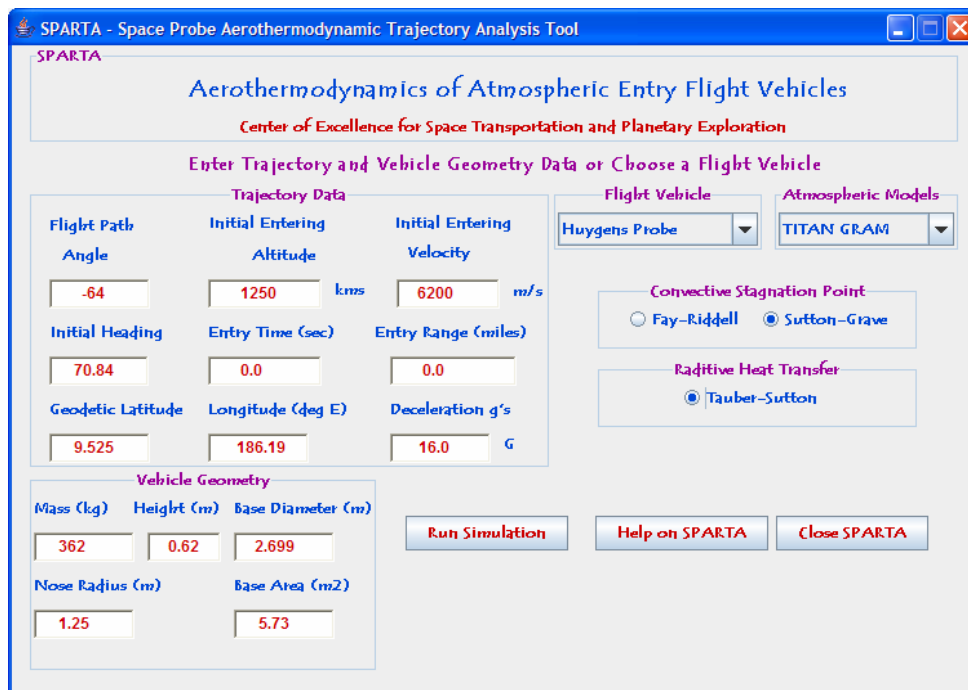 SPARTA - Space Probe Aerothermodynamic Trajectory Analysis Tool
SPARTA
Aerothermodynamics of Atmospheric Entry Flight Vehicles
Center of Excellence for Space Transportation and Planetary Exploration
Enter Trajectory and Vehicle Geometry Data or Choose a Flight Vehicle
Trajectory Data
Flight Path Angle
Initial Entering Altitude
Initial Entering Velocity
-64
1250 kms
6200 m/s
Initial Heading
Entry Time (sec)
Entry Range (miles)
70.84
0.0
0.0
Geodetic Latitude
Longitude (deg E)
Deceleration g's
9.525
186.19
16.0 G
Flight Vehicle
Huygens Probe
Atmospheric Models
TITAN GRAM
Convective Stagnation Point
Fay-Riddell
Sutton-Grave
Raditive Heat Transfer
Tauber-Sutton
Vehicle Geometry
Mass (kg)
Height (m)
Base Diameter (m)
362
0.62
2.699
Nose Radius (m)
Base Area (m2)
1.25
5.73
Run Simulation
Help on SPARTA
Close SPARTA